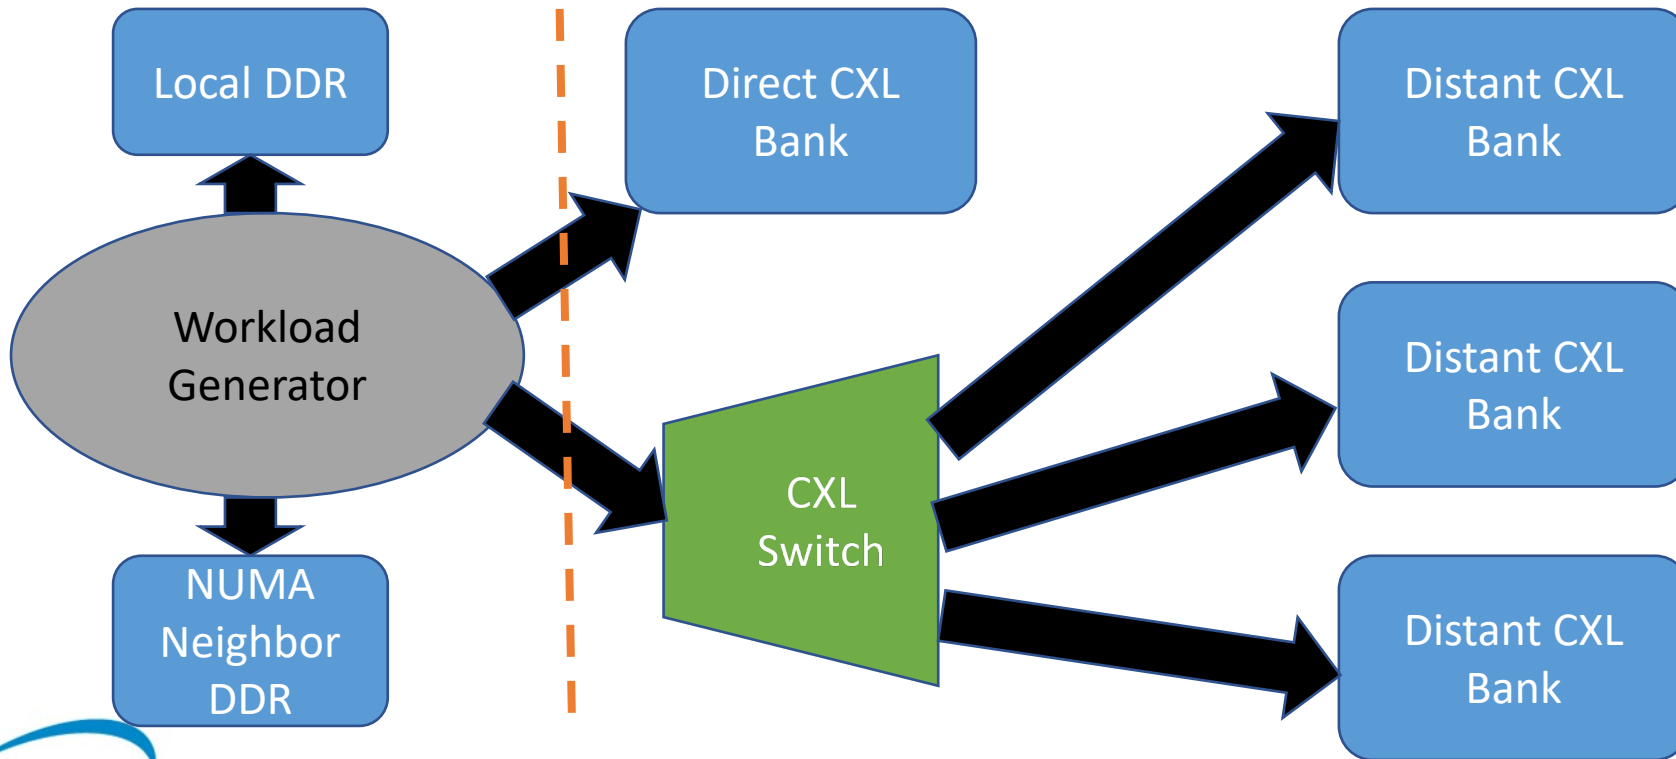 Local DDR
Direct CXL
Bank
Distant CXL
Bank
Workload
Generator
Distant CXL
Bank
CXL
Switch
NUMA
Neighbor
DDR
Distant CXL
Bank